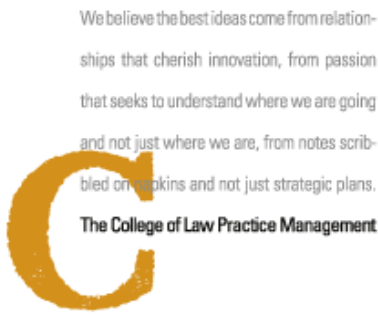 We believe the best ideas come from relation-
ships that cherish innovation, from passion
that seeks to understand where we are going
and not just where we are, from notes scrib-
bled on napkins and not just strategic plans.
The College of Law Practice Management
C